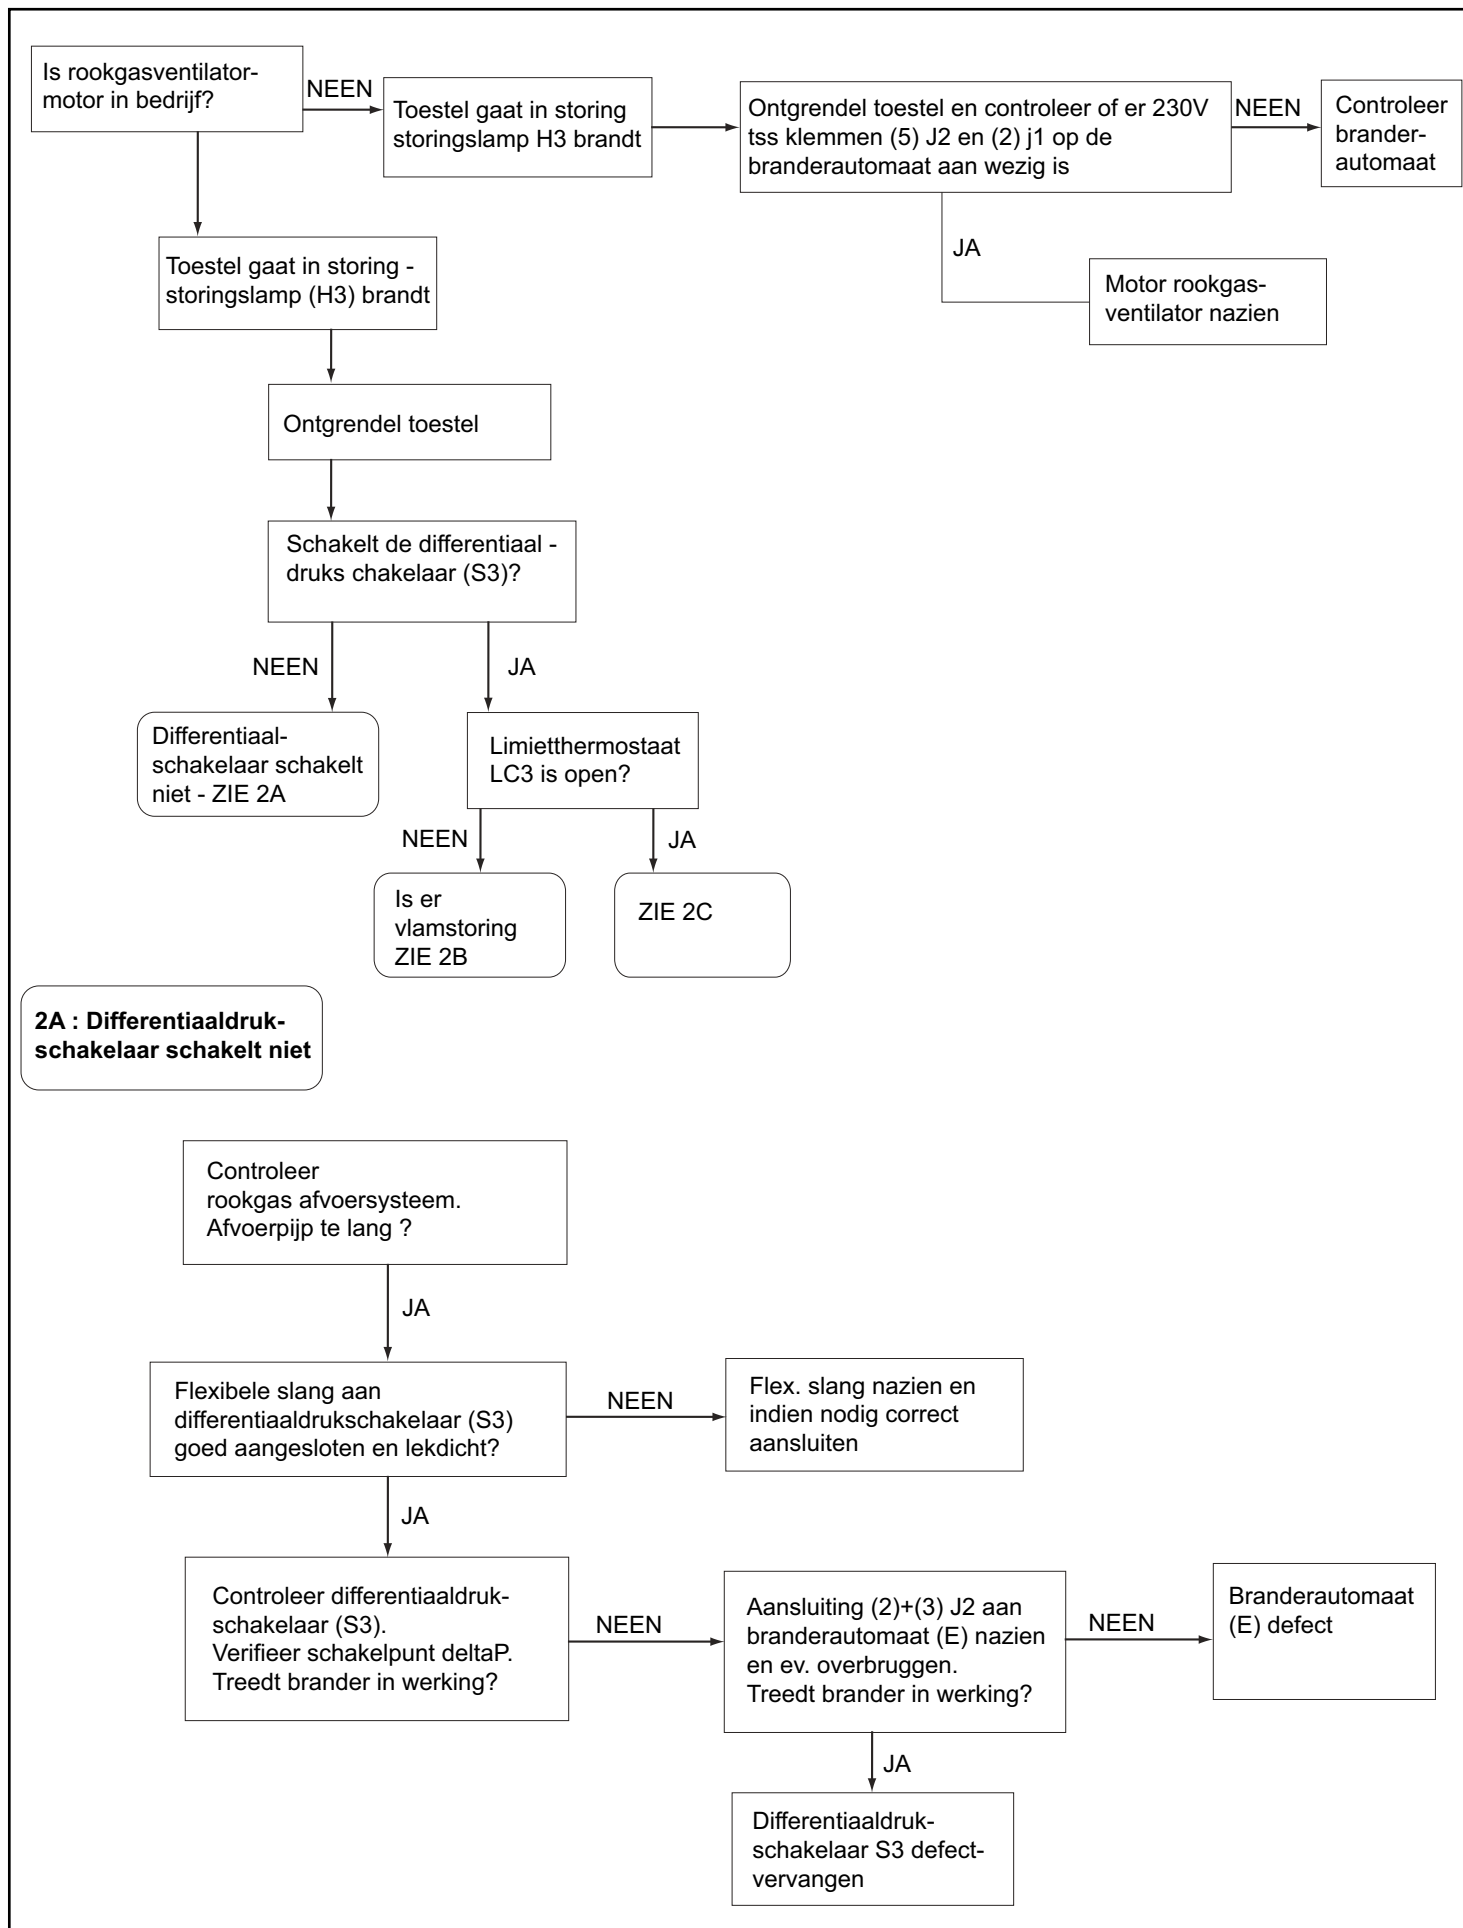 Is rookgasventilator-
motor in bedrijf?
NEEN
Toestel gaat in storing
storingslamp H3 brandt
Ontgrendel toestel en controleer of er 230V
tss klemmen (5) J2 en (2) j1 op de
branderautomaat aan wezig is
NEEN
Controleer
brander-
automaat
JA
Motor rookgas-
ventilator nazien
Toestel gaat in storing -
storingslamp (H3) brandt
Ontgrendel toestel
Schakelt de differentiaal -
druks chakelaar (S3)?
NEEN
JA
Differentiaal-
schakelaar schakelt
niet - ZIE 2A
Limietthermostaat
LC3 is open?
NEEN
JA
Is er
vlamstoring
ZIE 2B
ZIE 2C
2A : Differentiaaldruk-
schakelaar schakelt niet
Controleer
rookgas afvoersysteem.
Afvoerpijp te lang ?
JA
Flexibele slang aan
differentiaaldrukschakelaar (S3)
goed aangesloten en lekdicht?
NEEN
Flex. slang nazien en
indien nodig correct
aansluiten
JA
Controleer differentiaaldruk-
schakelaar (S3).
Verifieer schakelpunt deltaP.
Treedt brander in werking?
NEEN
Aansluiting (2)+(3) J2 aan
branderautomaat (E) nazien
en ev. overbruggen.
Treedt brander in werking?
NEEN
Branderautomaat
(E) defect
JA
Differentiaaldruk-
schakelaar S3 defect-
vervangen